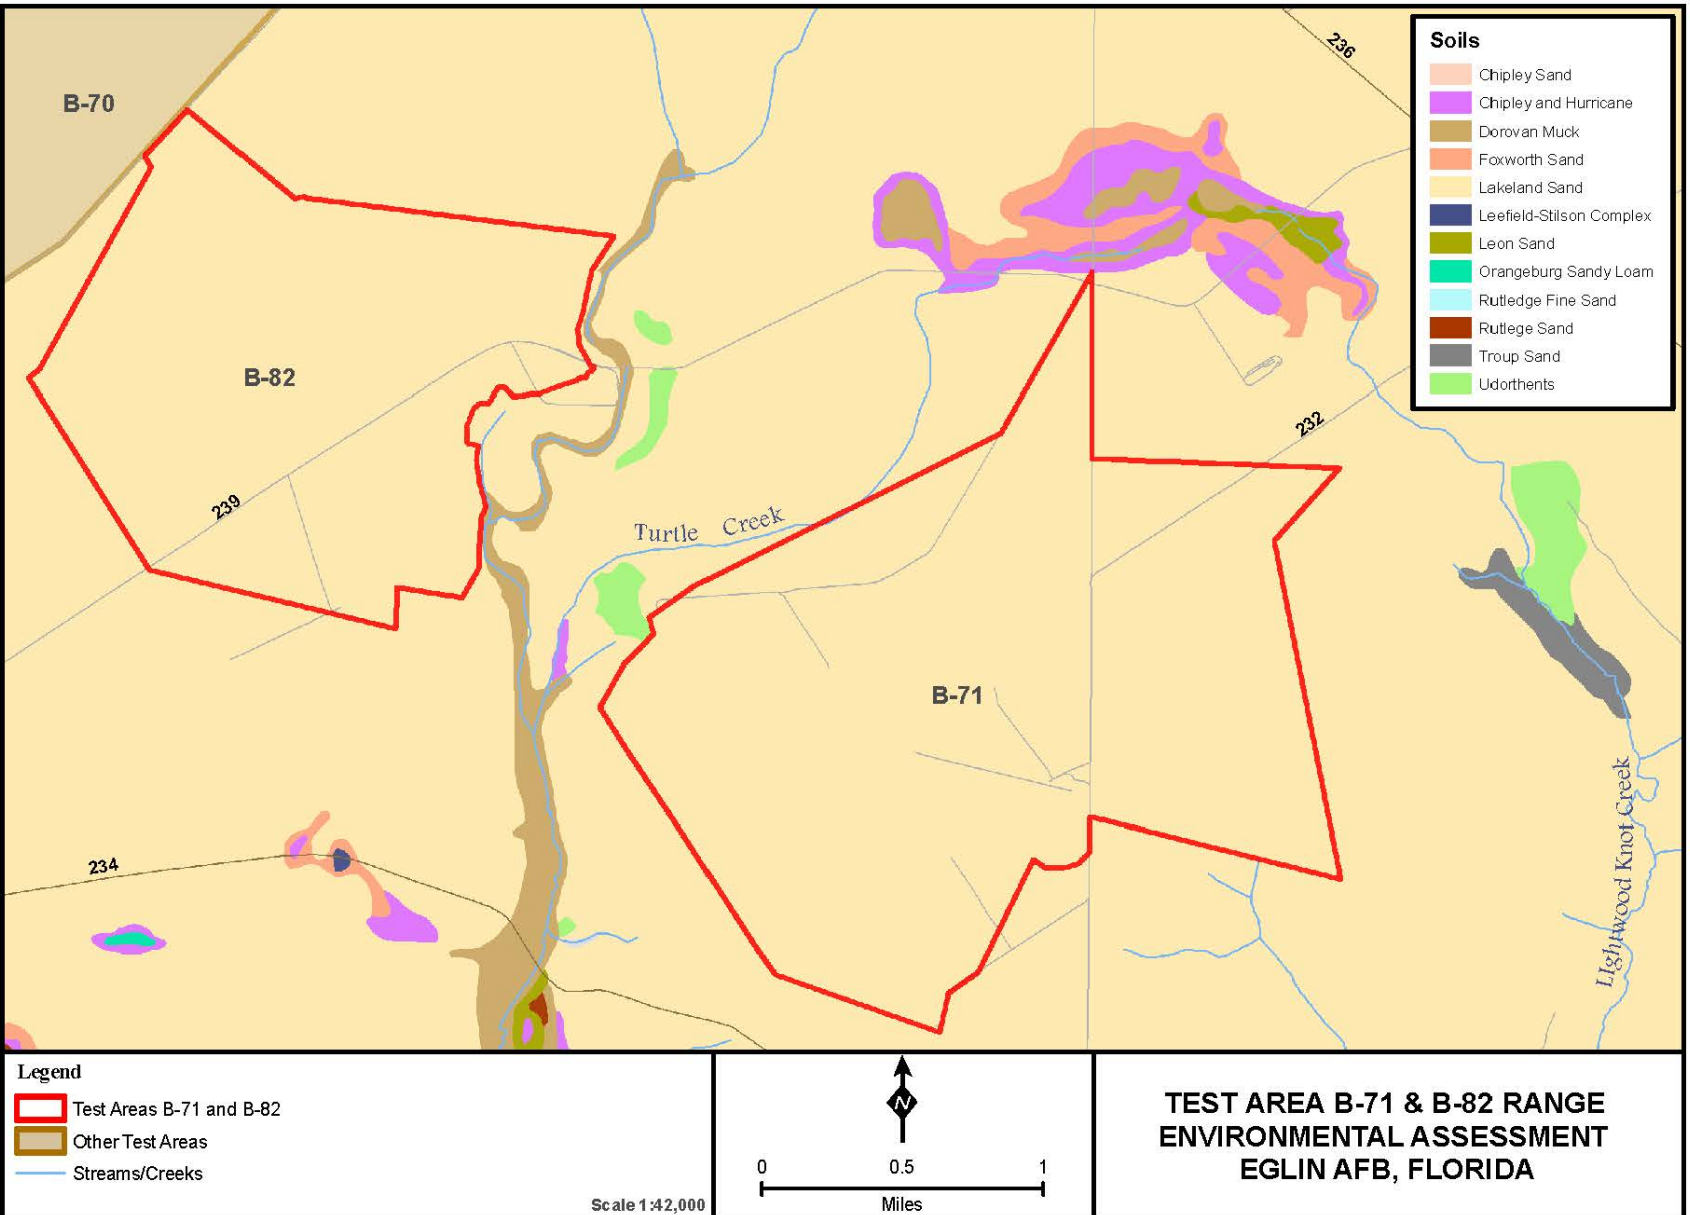 B-70
236
Soils
Chipley Sand
Chipley and Hurricane
Dorovan Muck
Foxworth Sand
Lakeland Sand
Leefield-Stilson Complex
Leon Sand
Orangeburg Sandy Loam
Rutledge Fine Sand
Rutlege Sand
Troup Sand
Udorthents
B-82
232
239
Turtle Creek
B-71
234
LIghtwood Knot Creek
Legend
Test Areas B-71 and B-82
Other Test Areas
Streams/Creeks
Scale 1:42,000
N
0 0.5 1
Miles
TEST AREA B-71 & B-82 RANGE
ENVIRONMENTAL ASSESSMENT
EGLIN AFB, FLORIDA